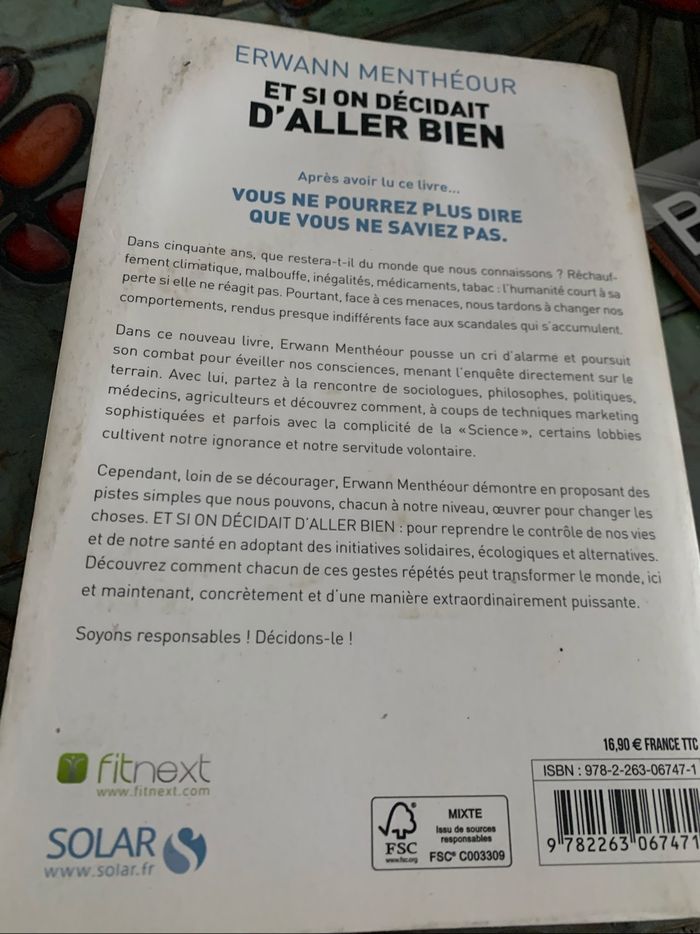 ERWANN MENTHÉOUR
ET SI ON DÉCIDAIT
D'ALLER BIEN
Après avoir lu ce livre...
VOUS NE POURREZ PLUS DIRE
QUE VOUS NE SAVIEZ PAS.
Dans cinquante ans, que restera-t-il du monde que nous connaissons ? Réchauf-
fement climatique, malbouffe, inégalités, médicaments, tabac : l'humanité court à sa
perte si elle ne réagit pas. Pourtant, face à ces menaces, nous tardons à changer nos
comportements, rendus presque indifférents face aux scandales qui s'accumulent.
Dans ce nouveau livre, Erwann Menthéour pousse un cri d'alarme et poursuit
son combat pour éveiller nos consciences, menant l'enquête directement sur le
terrain. Avec lui, partez à la rencontre de sociologues, philosophes, politiques,
médecins, agriculteurs et découvrez comment, à coups de techniques marketing
sophistiquées et parfois avec la complicité de la « Science », certains lobbies
cultivent notre ignorance et notre servitude volontaire.
Cependant, loin de se décourager, Erwann Menthéour démontre en proposant des
pistes simples que nous pouvons, chacun à notre niveau, œuvrer pour changer les
choses. ET SI ON DÉCIDAIT D'ALLER BIEN : pour reprendre le contrôle de nos vies
et de notre santé en adoptant des initiatives solidaires, écologiques et alternatives.
Découvrez comment chacun de ces gestes répétés peut transformer le monde, ici
et maintenant, concrètement et d'une manière extraordinairement puissante.
Soyons responsables ! Décidons-le !
fitnext
www.fitnext.com
SOLAR
www.solar.fr
FSC
www.fsc.org
MIXTE
Issu de sources
responsables
FSC® C003309
16,90 € FRANCE TTC
ISBN : 978-2-263-06747-1
9 782263 067471